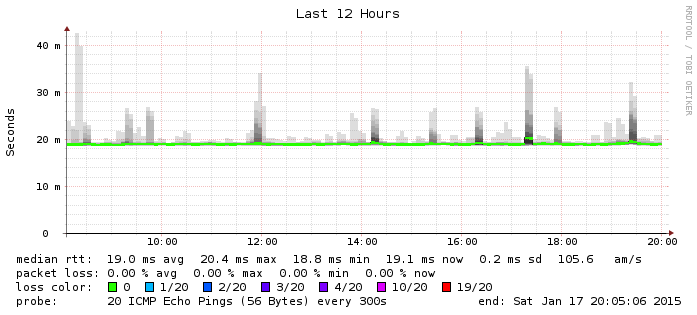 Last 12 Hours
RRDTOOL / TOBI OETIKER
Seconds
40 m
30 m
20 m
10 m
0
10:00 12:00 14:00 16:00 18:00 20:00
median rtt: 19.0 ms avg 20.4 ms max 18.8 ms min 19.1 ms now 0.2 ms sd 105.6 am/s
packet loss: 0.00 % avg 0.00 % max 0.00 % min 0.00 % now
loss color: 0 1/20 2/20 3/20 4/20 10/20 19/20
probe: 20 ICMP Echo Pings (56 Bytes) every 300s end: Sat Jan 17 20:05:06 2015